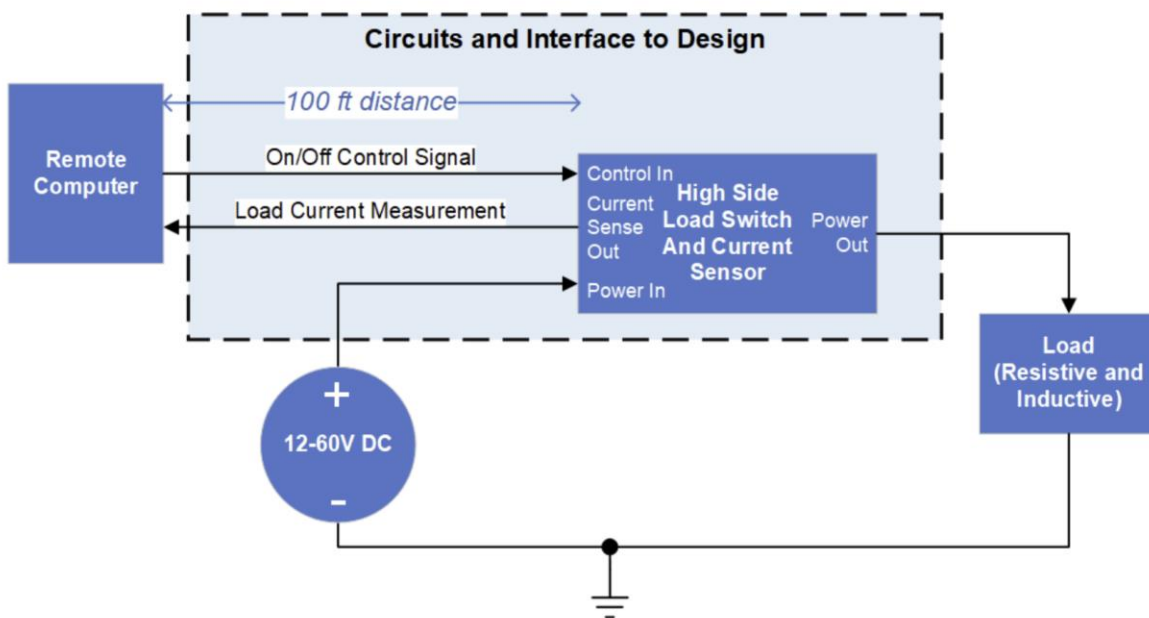 Circuits and Interface to Design
100 ft distance
Remote
Computer
On/Off Control Signal
Load Current Measurement
Control In
Current
Sense
Out
Power In
High Side
Load Switch
And Current
Sensor
Power
Out
Load
(Resistive and
Inductive)
+
12-60V DC
-